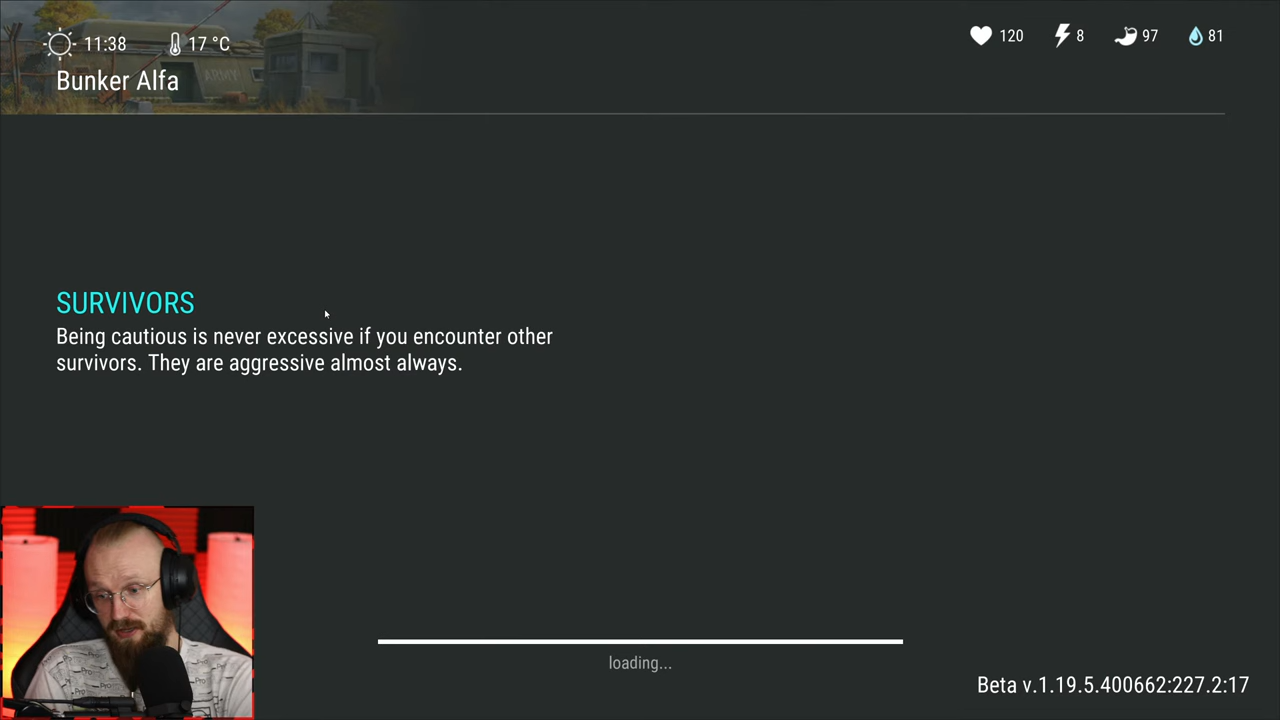 11:38
17 °C
120
8
97
81
Bunker Alfa
SURVIVORS
Being cautious is never excessive if you encounter other
survivors. They are aggressive almost always.
loading...
Beta v.1.19.5.400662:227.2:17